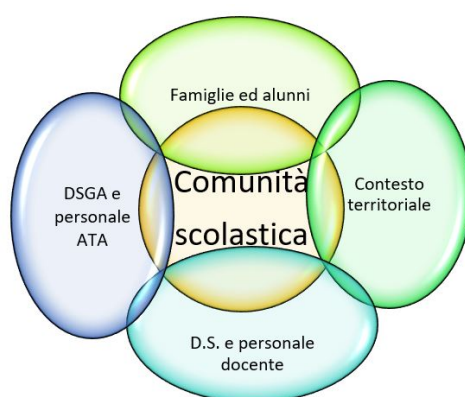 Famiglie ed alunni
DSGA e
personale
ATA
Comunità
scolastica
Contesto
territoriale
D.S. e personale
docente